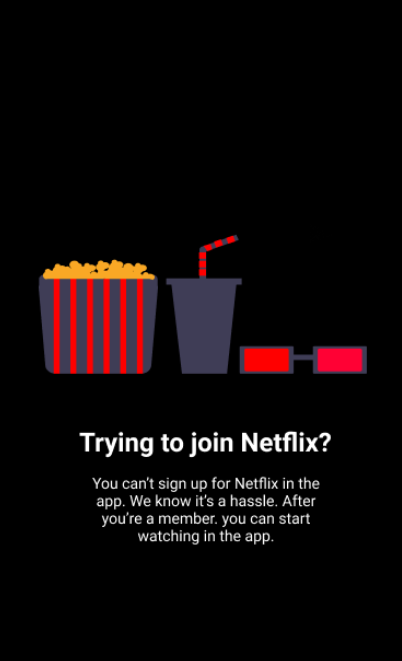 Trying to join Netflix?
You can't sign up for Netflix in the
app. We know it's a hassle. After
you're a member. you can start
watching in the app.